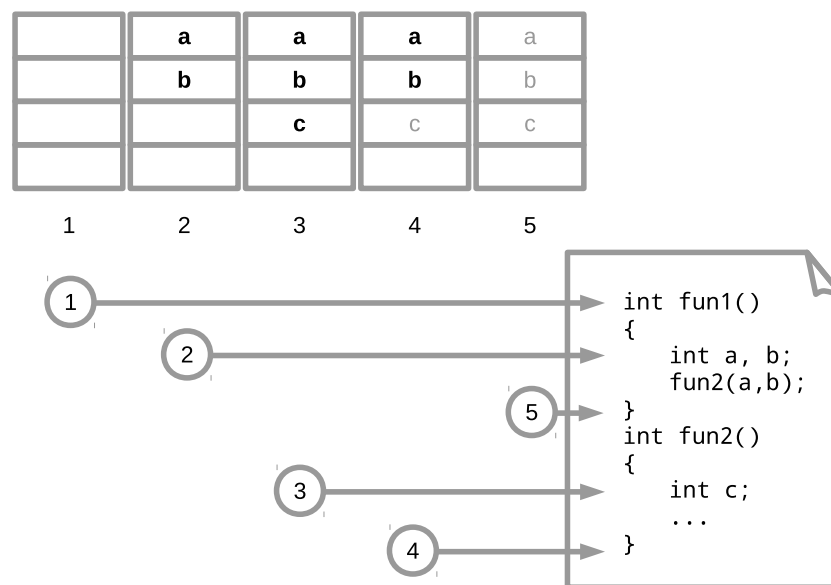 a a a a
b b b b
c c c
1 2 3 4 5
1
int fun1()
{
2
int a, b;
fun2(a,b);
5
}
int fun2()
{
3
int c;
...
4
}